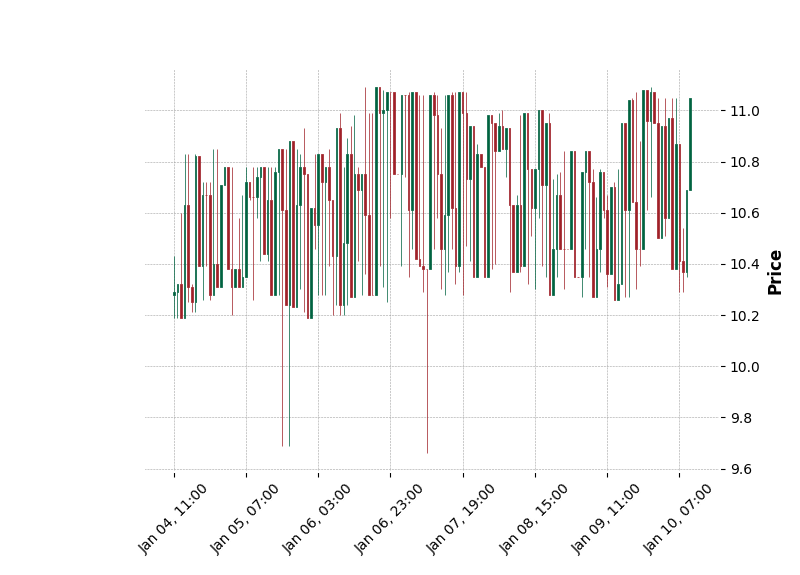 11.0
10.8
10.6
10.4
10.2
10.0
9.8
9.6
Price
Jan 04, 11:00
Jan 05, 07:00
Jan 06, 03:00
Jan 06, 23:00
Jan 07, 19:00
Jan 08, 15:00
Jan 09, 11:00
Jan 10, 07:00